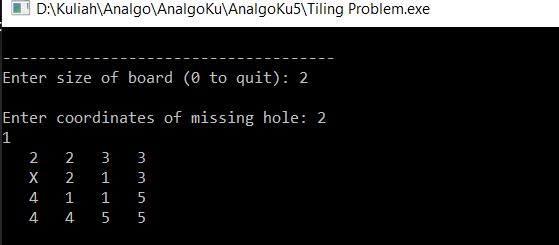 D:\Kuliah\Analgo\AnalgoKu\AnalgoKu5\Tiling Problem.exe
------------------------------------
Enter size of board (0 to quit): 2
Enter coordinates of missing hole: 2
1
2 2 3 3
X 2 1 3
4 1 1 5
4 4 5 5